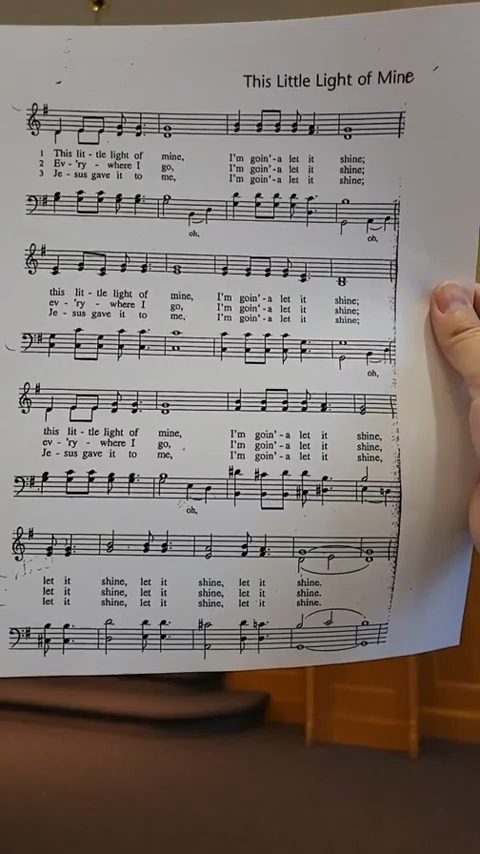 This Little Light of Mine
1 This lit - tle light of mine, I'm goin'-a let it shine;
2 Ev - 'ry - where I go, I'm goin'-a let it shine;
3 Je - sus gave it to me, I'm goin'-a let it shine;
oh, oh,
this lit - tle light of mine, I'm goin'-a let it shine;
ev - 'ry - where I go, I'm goin'-a let it shine;
Je - sus gave it to me, I'm goin'-a let it shine;
oh,
this lit - tle light of mine, I'm goin'-a let it shine,
ev - 'ry - where I go, I'm goin'-a let it shine,
Je - sus gave it to me, I'm goin'-a let it shine,
oh,
let it shine, let it shine, let it shine.
let it shine, let it shine, let it shine.
let it shine, let it shine, let it shine.